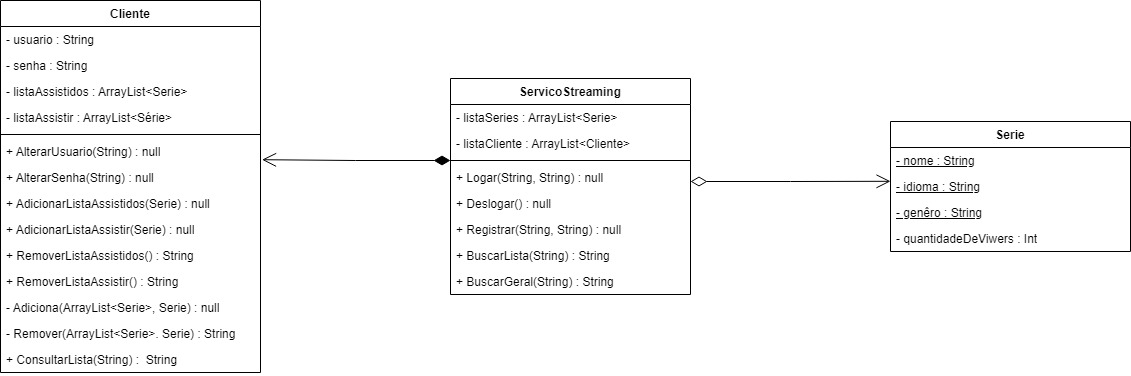 Cliente
- usuario : String
- senha : String
- listaAssistidos : ArrayList<Serie>
- listaAssistir : ArrayList<Série>
+ AlterarUsuario(String) : null
+ AlterarSenha(String) : null
+ AdicionarListaAssistidos(Serie) : null
+ AdicionarListaAssistir(Serie) : null
+ RemoverListaAssistidos() : String
+ RemoverListaAssistir() : String
- Adiciona(ArrayList<Serie>, Serie) : null
- Remover(ArrayList<Serie>. Serie) : String
+ ConsultarLista(String) :  String
ServicoStreaming
- listaSeries : ArrayList<Serie>
- listaCliente : ArrayList<Cliente>
+ Logar(String, String) : null
+ Deslogar() : null
+ Registrar(String, String) : null
+ BuscarLista(String) : String
+ BuscarGeral(String) : String
Serie
- nome : String
- idioma : String
- genêro : String
- quantidadeDeViwers : Int